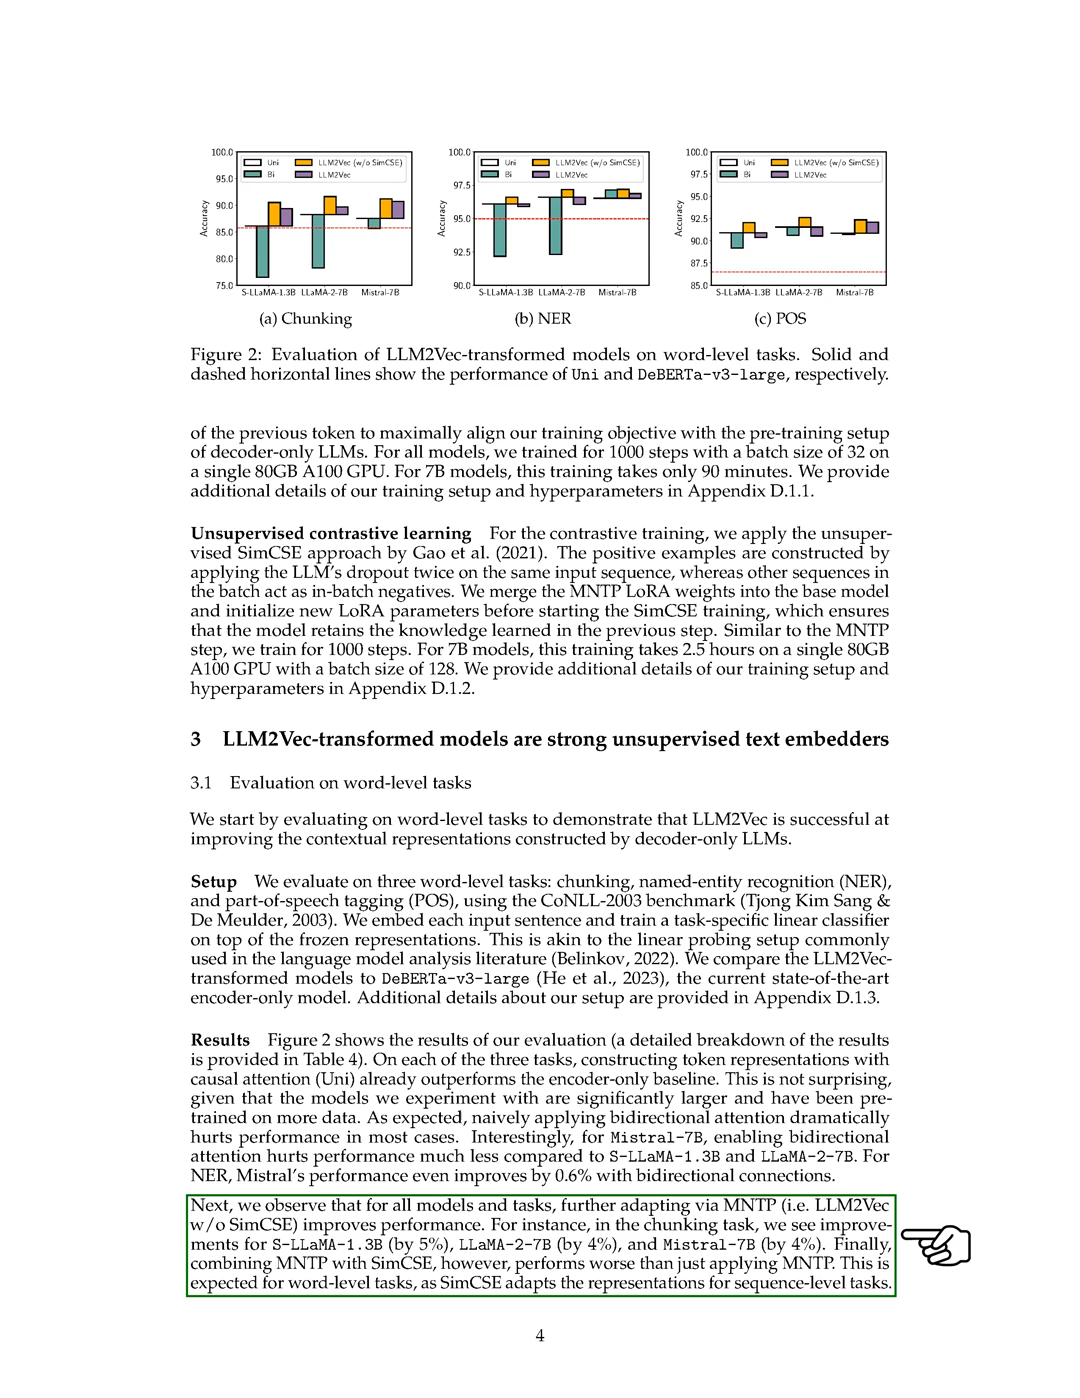 100.0
95.0
90.0
85.0
80.0
75.0
Accuracy
Uni
Bi
LLM2Vec (w/o SimCSE)
LLM2Vec
S-LLaMA-1.3B LLaMA-2-7B Mistral-7B
(a) Chunking
100.0
97.5
95.0
92.5
90.0
Accuracy
Uni
Bi
LLM2Vec (w/o SimCSE)
LLM2Vec
S-LLaMA-1.3B LLaMA-2-7B Mistral-7B
(b) NER
100.0
97.5
95.0
92.5
90.0
87.5
85.0
Accuracy
Uni
Bi
LLM2Vec (w/o SimCSE)
LLM2Vec
S-LLaMA-1.3B LLaMA-2-7B Mistral-7B
(c) POS
Figure 2: Evaluation of LLM2Vec-transformed models on word-level tasks. Solid and
dashed horizontal lines show the performance of Uni and DeBERTa-v3-large, respectively.
of the previous token to maximally align our training objective with the pre-training setup
of decoder-only LLMs. For all models, we trained for 1000 steps with a batch size of 32 on
a single 80GB A100 GPU. For 7B models, this training takes only 90 minutes. We provide
additional details of our training setup and hyperparameters in Appendix D.1.1.
Unsupervised contrastive learning For the contrastive training, we apply the unsuper-
vised SimCSE approach by Gao et al. (2021). The positive examples are constructed by
applying the LLM's dropout twice on the same input sequence, whereas other sequences in
the batch act as in-batch negatives. We merge the MNTP LoRA weights into the base model
and initialize new LoRA parameters before starting the SimCSE training, which ensures
that the model retains the knowledge learned in the previous step. Similar to the MNTP
step, we train for 1000 steps. For 7B models, this training takes 2.5 hours on a single 80GB
A100 GPU with a batch size of 128. We provide additional details of our training setup and
hyperparameters in Appendix D.1.2.
3 LLM2Vec-transformed models are strong unsupervised text embedders
3.1 Evaluation on word-level tasks
We start by evaluating on word-level tasks to demonstrate that LLM2Vec is successful at
improving the contextual representations constructed by decoder-only LLMs.
Setup We evaluate on three word-level tasks: chunking, named-entity recognition (NER),
and part-of-speech tagging (POS), using the CoNLL-2003 benchmark (Tjong Kim Sang &
De Meulder, 2003). We embed each input sentence and train a task-specific linear classifier
on top of the frozen representations. This is akin to the linear probing setup commonly
used in the language model analysis literature (Belinkov, 2022). We compare the LLM2Vec-
transformed models to DeBERTa-v3-large (He et al., 2023), the current state-of-the-art
encoder-only model. Additional details about our setup are provided in Appendix D.1.3.
Results Figure 2 shows the results of our evaluation (a detailed breakdown of the results
is provided in Table 4). On each of the three tasks, constructing token representations with
causal attention (Uni) already outperforms the encoder-only baseline. This is not surprising,
given that the models we experiment with are significantly larger and have been pre-
trained on more data. As expected, naively applying bidirectional attention dramatically
hurts performance in most cases. Interestingly, for Mistral-7B, enabling bidirectional
attention hurts performance much less compared to S-LLaMA-1.3B and LLaMA-2-7B. For
NER, Mistral's performance even improves by 0.6% with bidirectional connections.
Next, we observe that for all models and tasks, further adapting via MNTP (i.e. LLM2Vec
w/o SimCSE) improves performance. For instance, in the chunking task, we see improve-
ments for S-LLaMA-1.3B (by 5%), LLaMA-2-7B (by 4%), and Mistral-7B (by 4%). Finally,
combining MNTP with SimCSE, however, performs worse than just applying MNTP. This is
expected for word-level tasks, as SimCSE adapts the representations for sequence-level tasks.
4